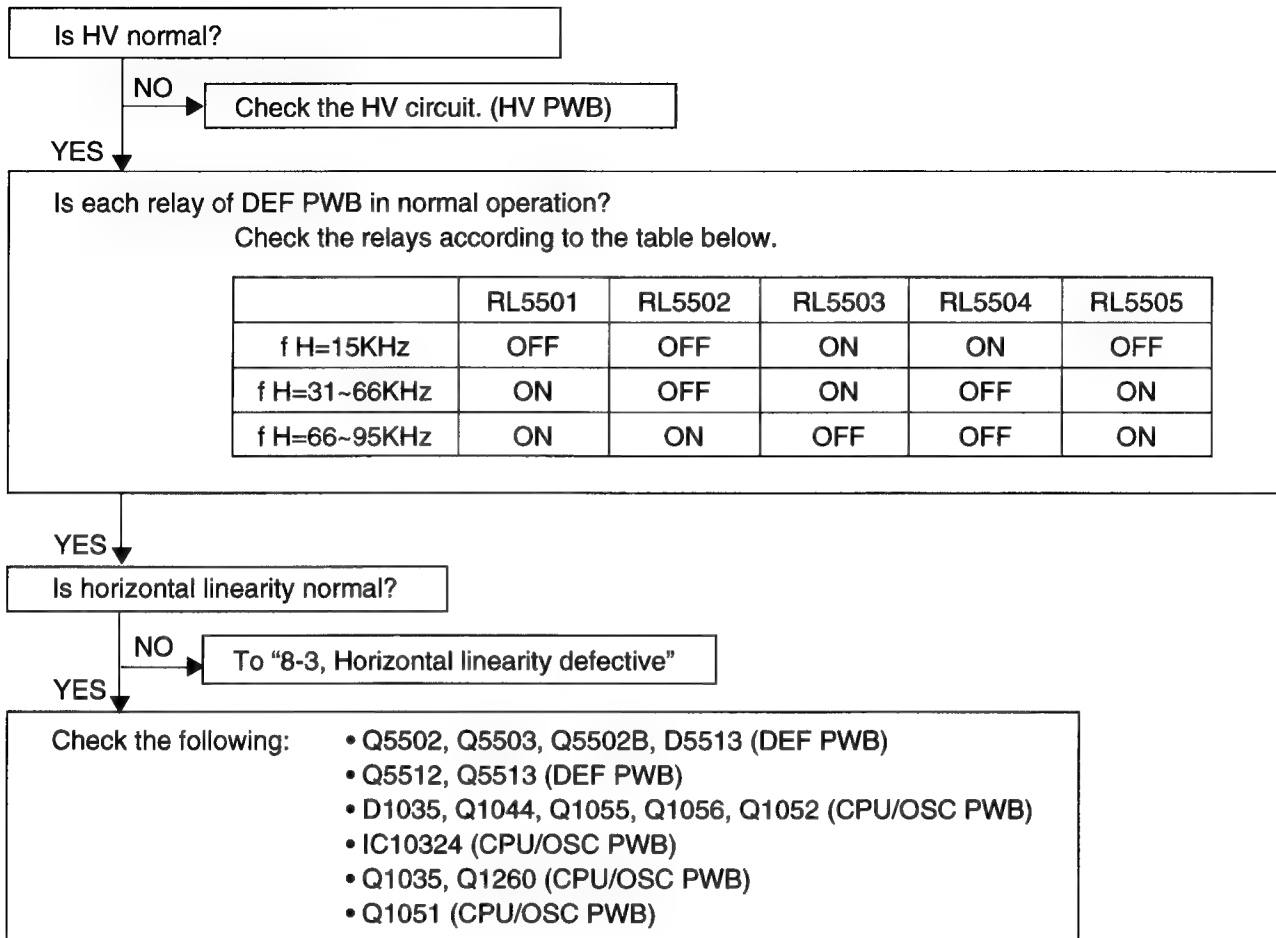 Is HV normal?
NO
Check the HV circuit. (HV PWB)
YES
Is each relay of DEF PWB in normal operation?
Check the relays according to the table below.
RL5501 RL5502 RL5503 RL5504 RL5505
f H=15KHz OFF OFF ON ON OFF
f H=31~66KHz ON OFF ON OFF ON
f H=66~95KHz ON ON OFF OFF ON
YES
Is horizontal linearity normal?
NO
To “8-3, Horizontal linearity defective”
YES
Check the following: • Q5502, Q5503, Q5502B, D5513 (DEF PWB)
• Q5512, Q5513 (DEF PWB)
• D1035, Q1044, Q1055, Q1056, Q1052 (CPU/OSC PWB)
• IC10324 (CPU/OSC PWB)
• Q1035, Q1260 (CPU/OSC PWB)
• Q1051 (CPU/OSC PWB)